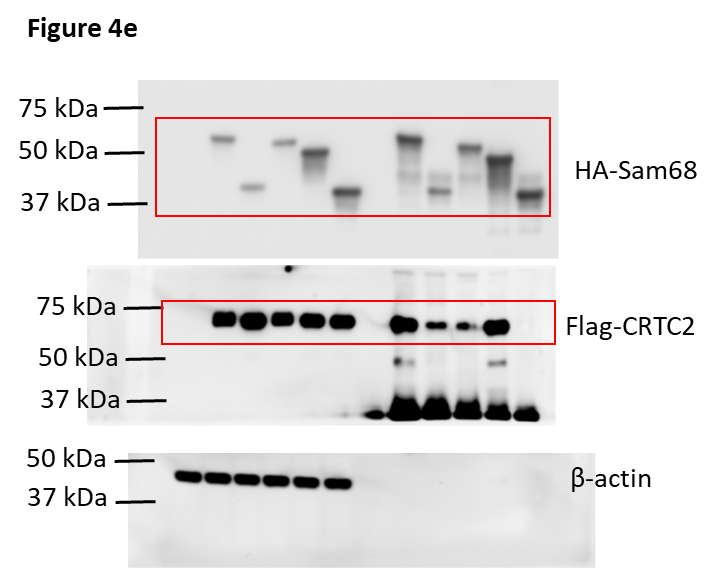 Figure 4e
75 kDa
50 kDa
37 kDa
HA-Sam68
75 kDa
50 kDa
37 kDa
Flag-CRTC2
50 kDa
37 kDa
β-actin